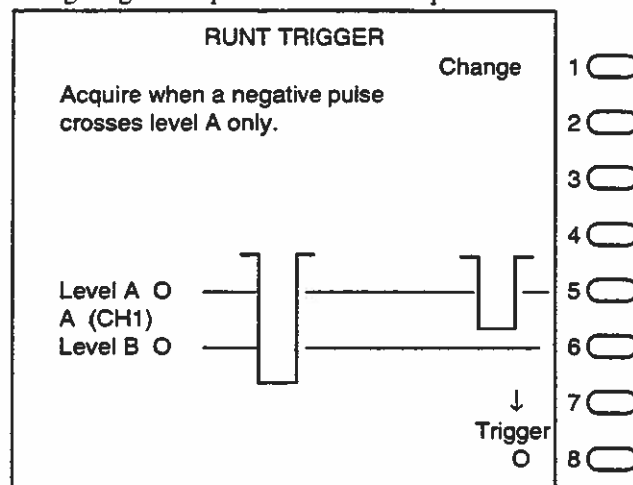 RUNT TRIGGER
Change
Acquire when a negative pulse
crosses level A only.
Level A O
A (CH1)
Level B O
↓
Trigger
O
1
2
3
4
5
6
7
8